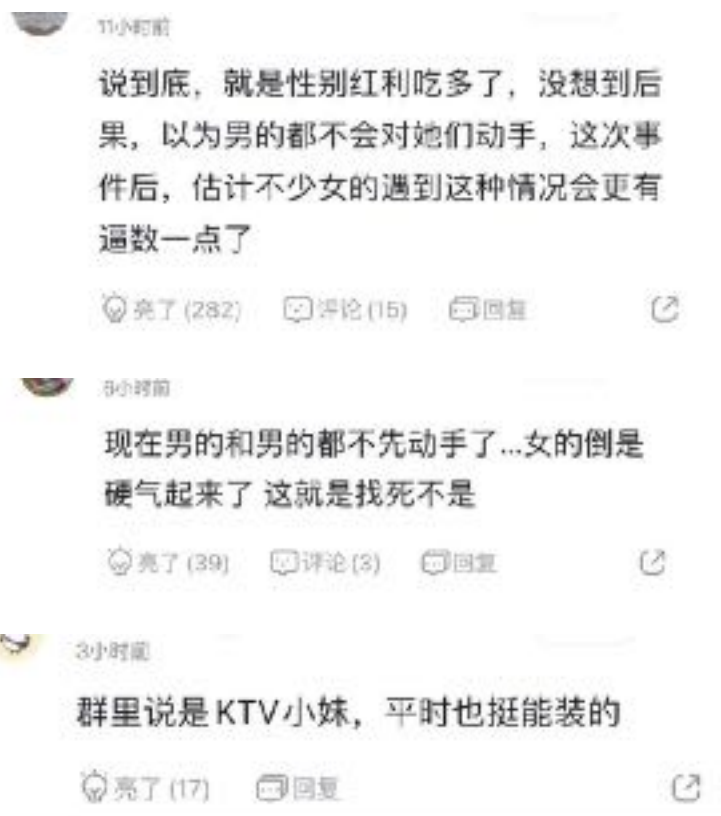 11小时前
说到底，就是性别红利吃多了，没想到后
果，以为男的都不会对她们动手，这次事
件后，估计不少女的遇到这种情况会更有
逼数一点了
亮了(282) 评论(15) 回复
6小时前
现在男的和男的都不先动手了...女的倒是
硬气起来了 这就是找死不是
亮了(39) 评论(3) 回复
3小时前
群里说是KTV小妹，平时也挺能装的
亮了(17) 回复